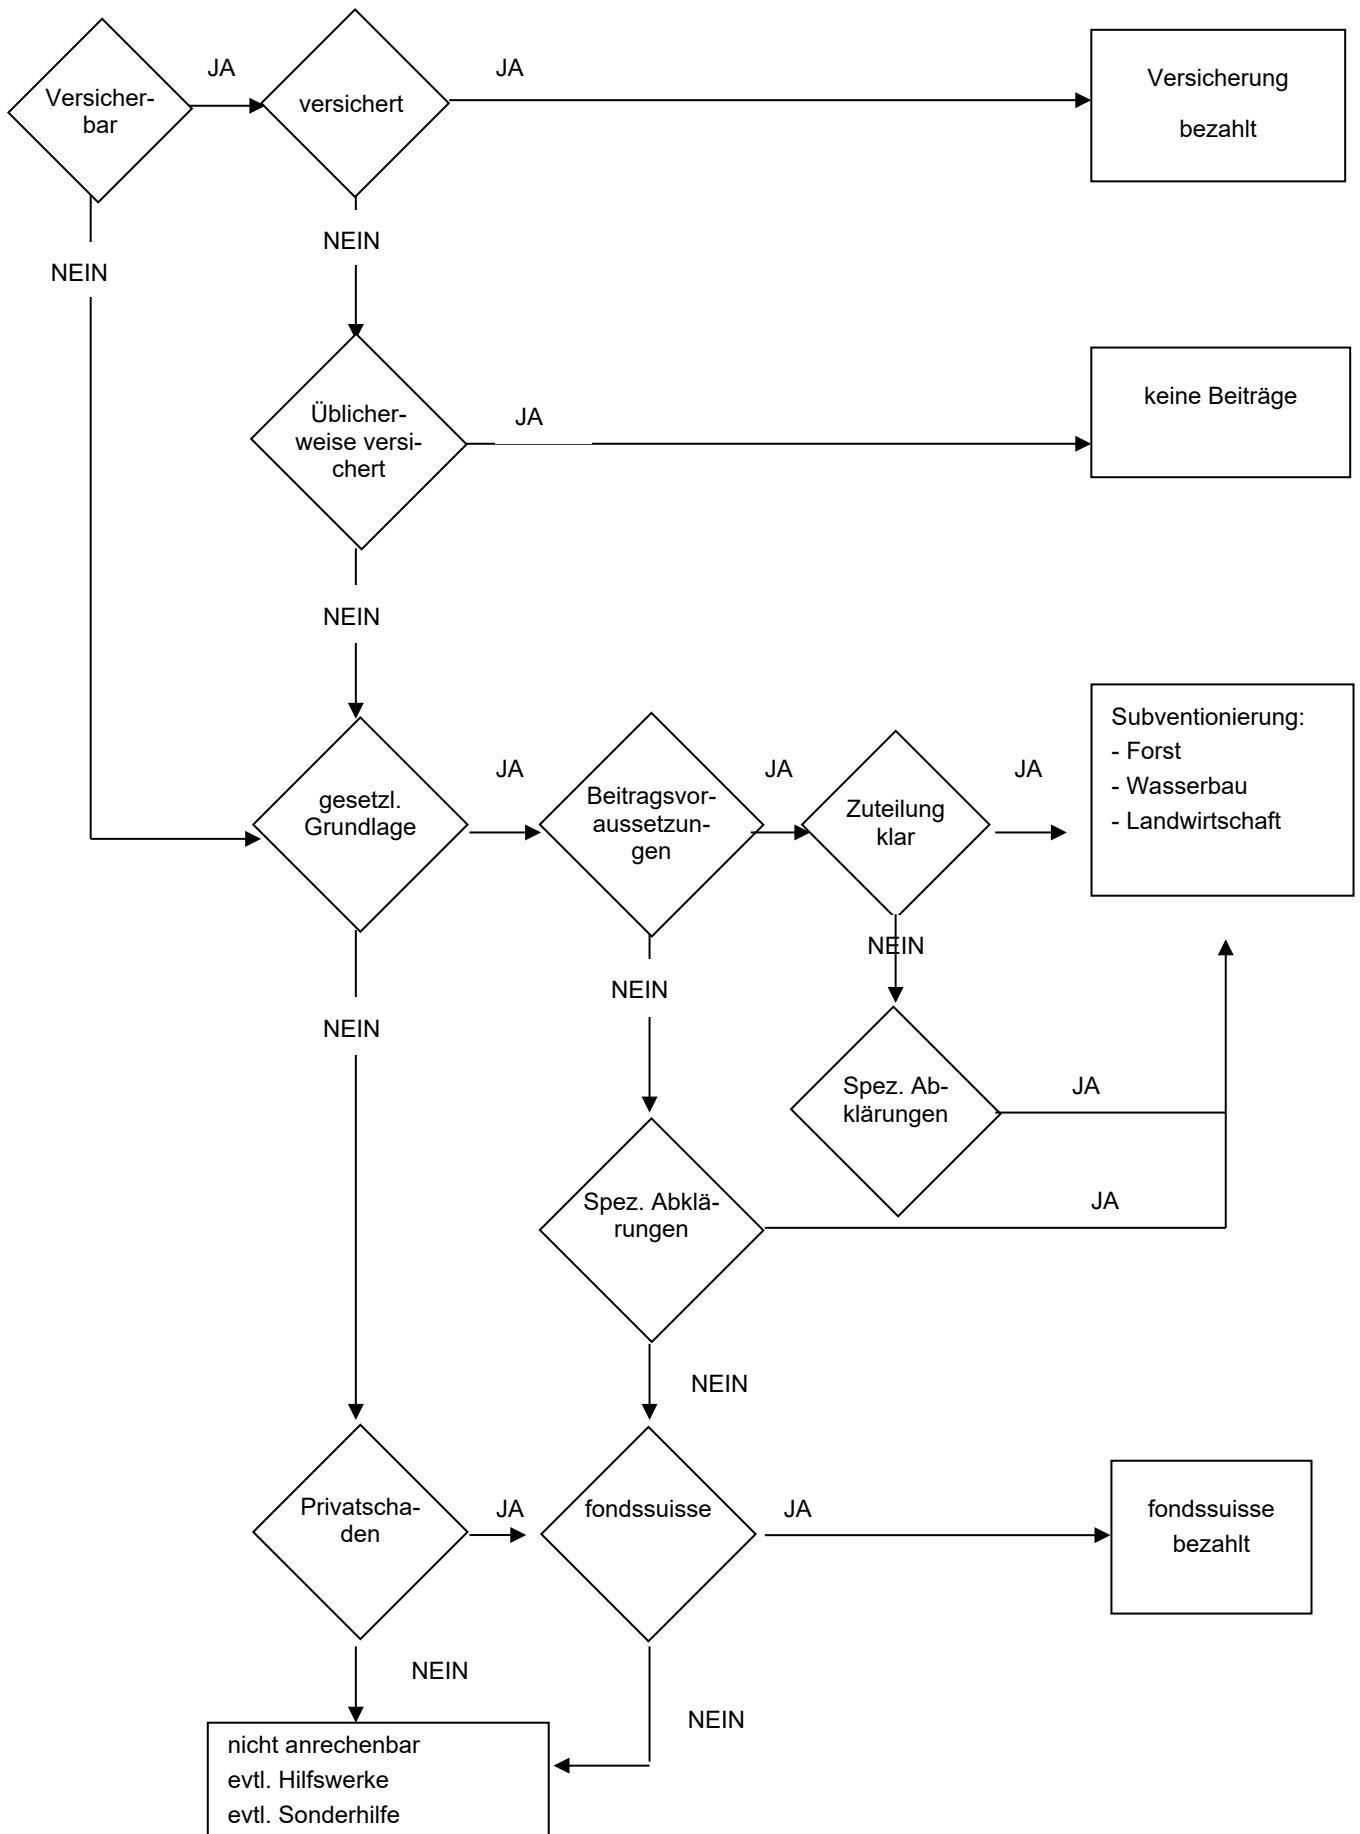 JA
JA
Versicher-
bar
versichert
Versicherung
bezahlt
NEIN
NEIN
Üblicher-
weise versi-
chert
JA
keine Beiträge
NEIN
gesetzl.
Grundlage
JA
Beitragsvor-
aussetzun-
gen
JA
Zuteilung
klar
JA
Subventionierung:
- Forst
- Wasserbau
- Landwirtschaft
NEIN
NEIN
NEIN
Spez. Ab-
klärungen
JA
Spez. Abklä-
rungen
JA
NEIN
Privatscha-
den
JA
fondssuisse
JA
fondssuisse
bezahlt
NEIN
NEIN
nicht anrechenbar
evtl. Hilfswerke
evtl. Sonderhilfe